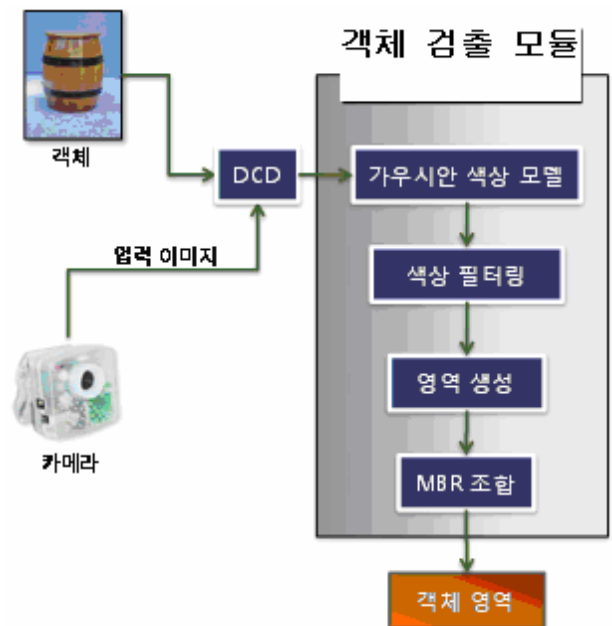 객체 검출 모듈
객체
DCD
가우시안 색상 모델
입력 이미지
색상 필터링
영역 생성
카메라
MBR 조합
객체 영역